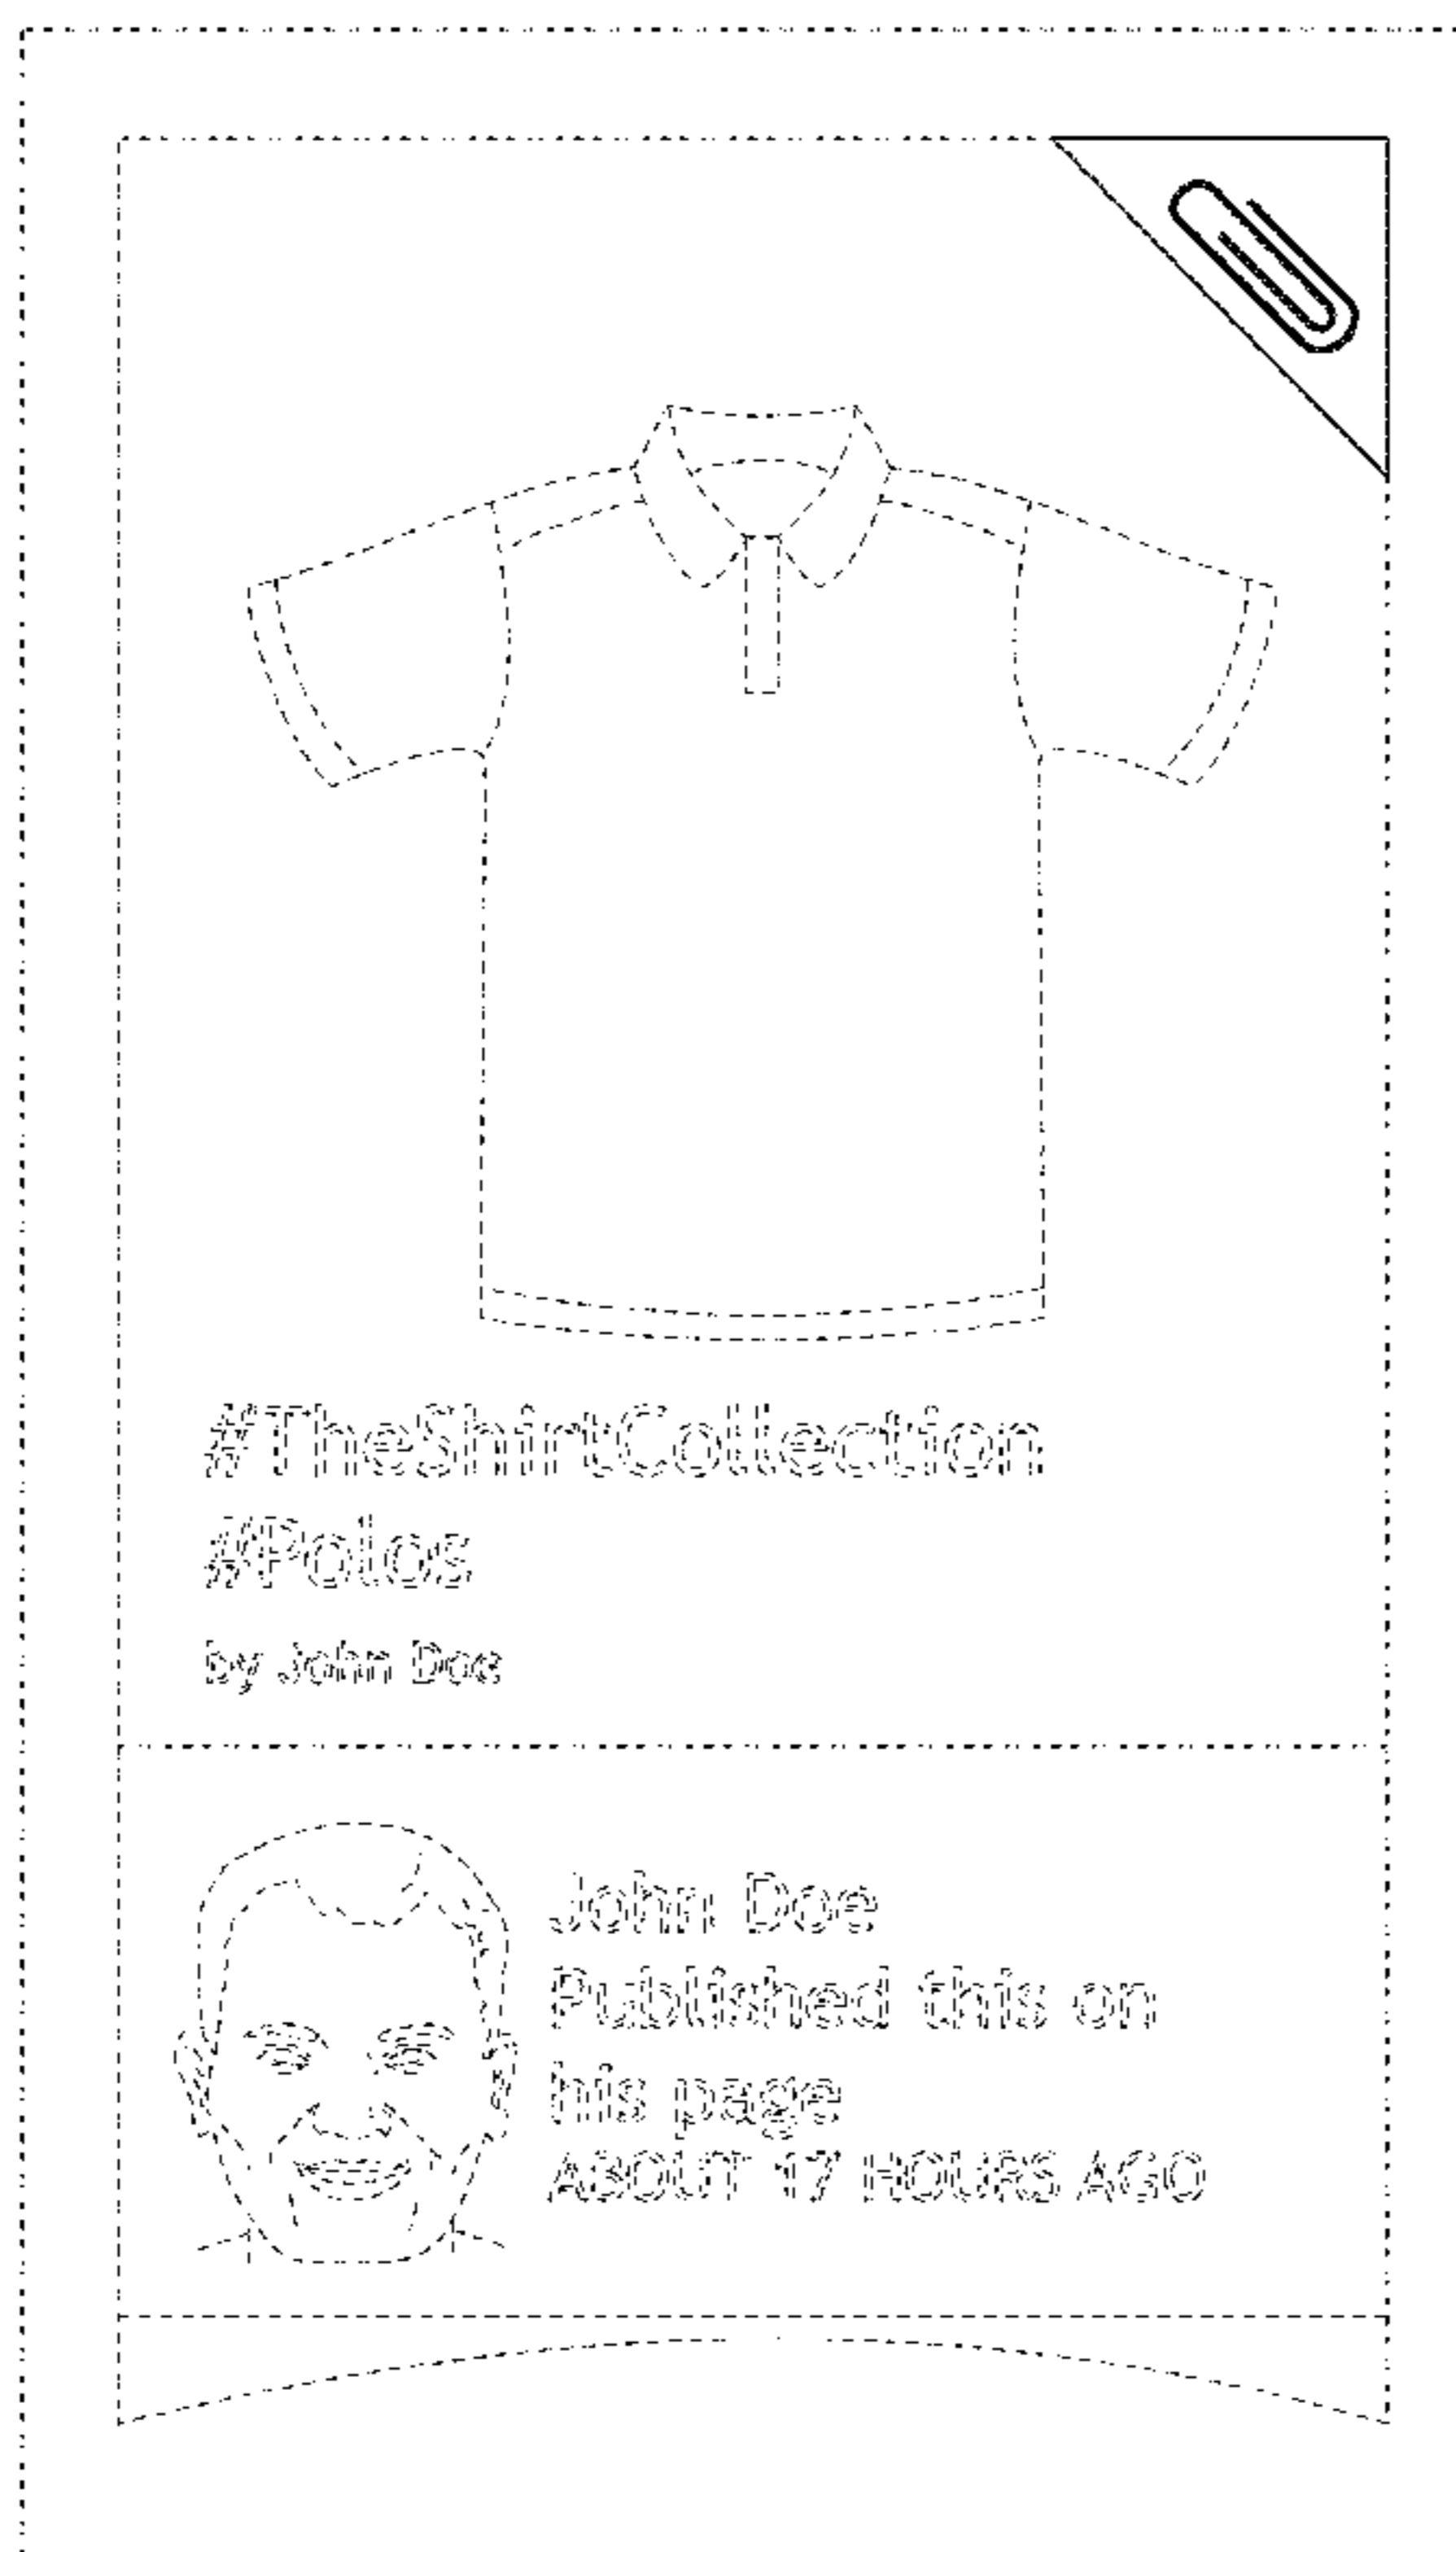 #TheShirtCollection
#Polos
by John Doe
John Doe
Published this on
his page
ABOUT 17 HOURS AGO